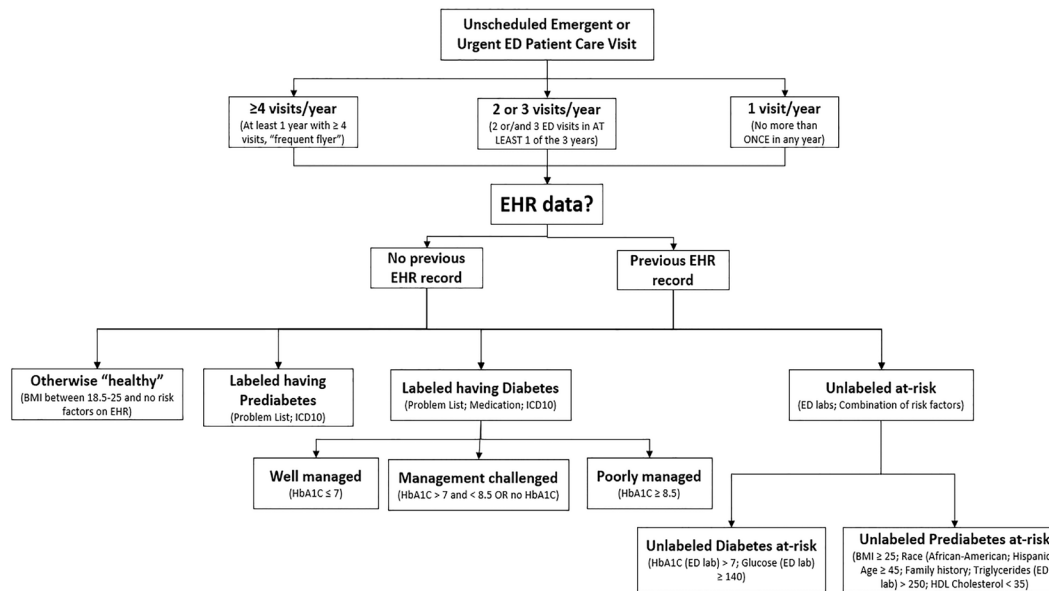 Unscheduled Emergent or
Urgent ED Patient Care Visit
≥4 visits/year
(At least 1 year with ≥ 4
visits, “frequent flyer”)
2 or 3 visits/year
(2 or/and 3 ED visits in AT
LEAST 1 of the 3 years)
1 visit/year
(No more than
ONCE in any year)
EHR data?
No previous
EHR record
Previous EHR
record
Otherwise “healthy”
(BMI between 18.5-25 and no risk
factors on EHR)
Labeled having
Prediabetes
(Problem List; ICD10)
Labeled having Diabetes
(Problem List; Medication; ICD10)
Unlabeled at-risk
(ED labs; Combination of risk factors)
Well managed
(HbA1C ≤ 7)
Management challenged
(HbA1C > 7 and < 8.5 OR no HbA1C)
Poorly managed
(HbA1C ≥ 8.5)
Unlabeled Diabetes at-risk
(HbA1C (ED lab) > 7; Glucose (ED lab)
≥ 140)
Unlabeled Prediabetes at-risk
(BMI ≥ 25; Race (African-American; Hispanic
Age ≥ 45; Family history; Triglycerides (ED
lab) > 250; HDL Cholesterol < 35)